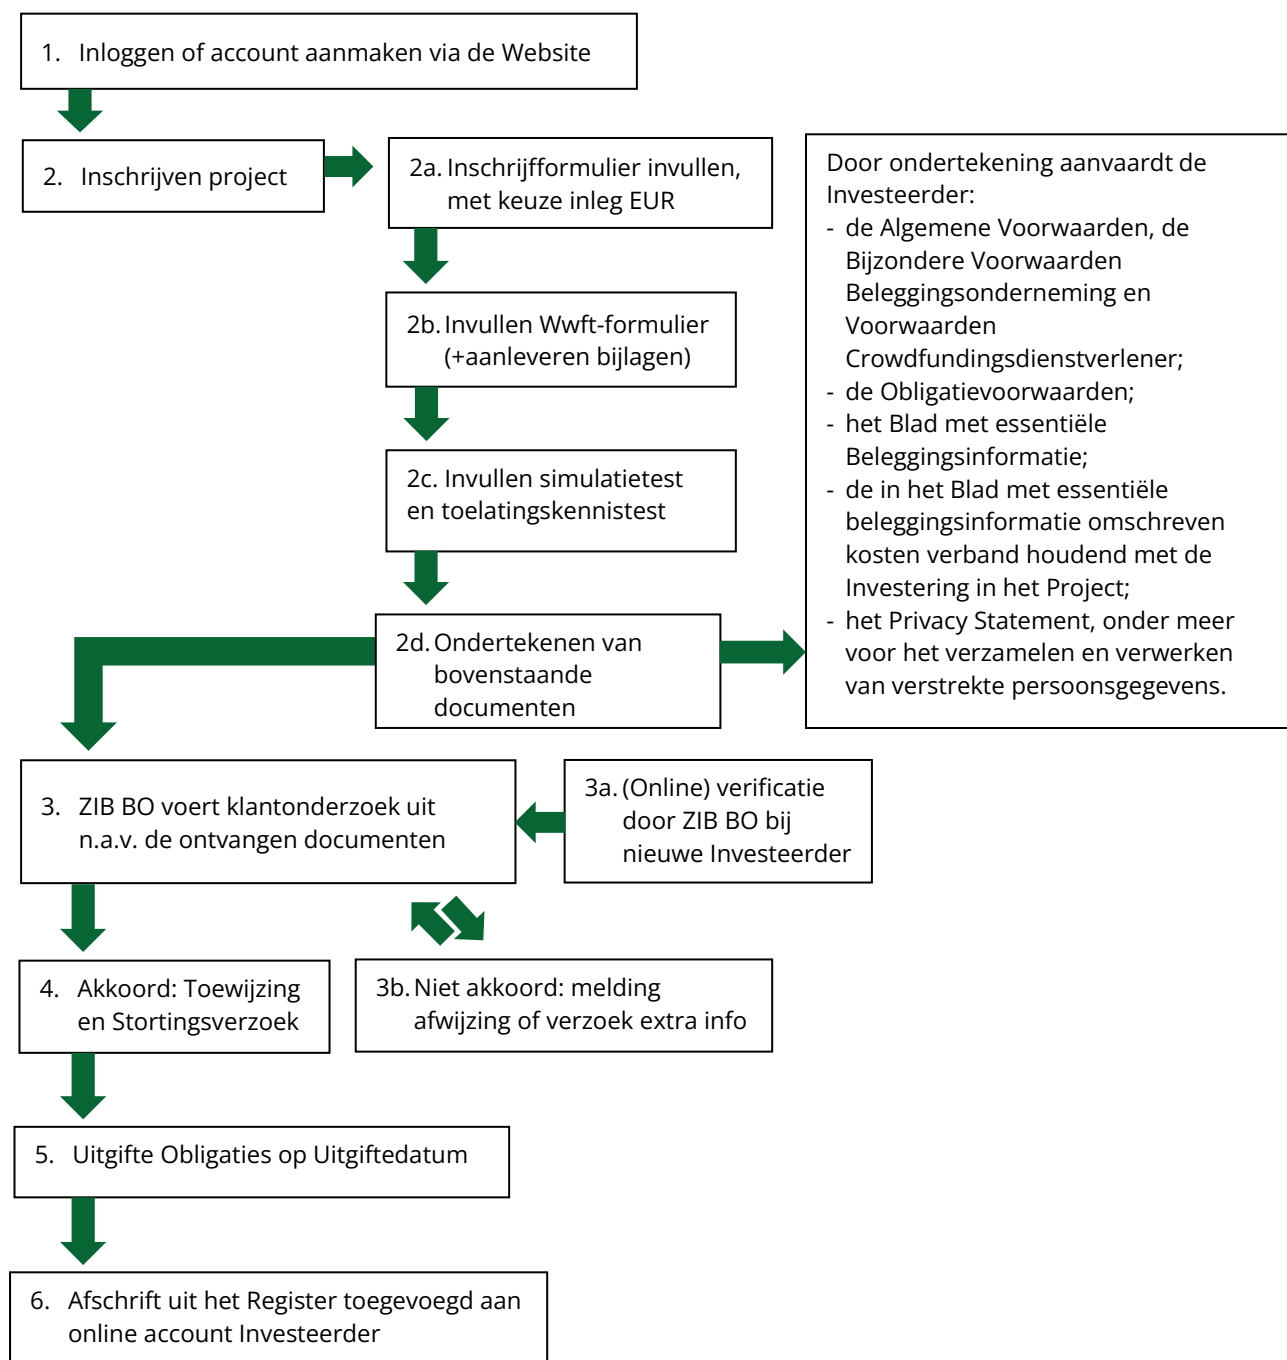 1. Inloggen of account aanmaken via de Website
2. Inschrijven project
2a. Inschrijfformulier invullen,
met keuze inleg EUR
2b. Invullen Wwft-formulier
(+aanleveren bijlagen)
2c. Invullen simulatietest
en toelatingskennistest
2d. Ondertekenen van
bovenstaande
documenten
Door ondertekening aanvaardt de
Investeerder:
- de Algemene Voorwaarden, de
Bijzondere Voorwaarden
Beleggingsonderneming en
Voorwaarden
Crowdfundingsdienstverlener;
- de Obligatievoorwaarden;
- het Blad met essentiële
Beleggingsinformatie;
- de in het Blad met essentiële
beleggingsinformatie omschreven
kosten verband houdend met de
Investering in het Project;
- het Privacy Statement, onder meer
voor het verzamelen en verwerken
van verstrekte persoonsgegevens.
3. ZIB BO voert klantonderzoek uit
n.a.v. de ontvangen documenten
3a. (Online) verificatie
door ZIB BO bij
nieuwe Investeerder
4. Akkoord: Toewijzing
en Stortingsverzoek
3b. Niet akkoord: melding
afwijzing of verzoek extra info
5. Uitgifte Obligaties op Uitgiftedatum
6. Afschrift uit het Register toegevoegd aan
online account Investeerder